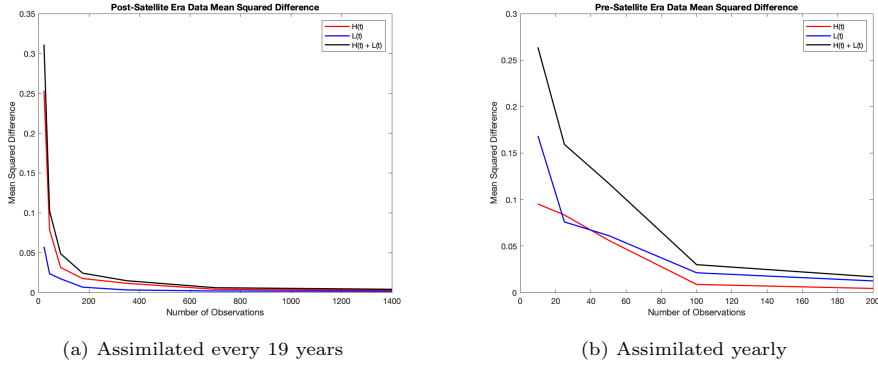 Post-Satellite Era Data Mean Squared Difference
H(t)
L(t)
H(t) + L(t)
Mean Squared Difference
0.35
0.3
0.25
0.2
0.15
0.1
0.05
0
0 200 400 600 800 1000 1200 1400
Number of Observations
(a) Assimilated every 19 years
Pre-Satellite Era Data Mean Squared Difference
H(t)
L(t)
H(t) + L(t)
Mean Squared Difference
0.3
0.25
0.2
0.15
0.1
0.05
0
0 20 40 60 80 100 120 140 160 180 200
Number of Observations
(b) Assimilated yearly